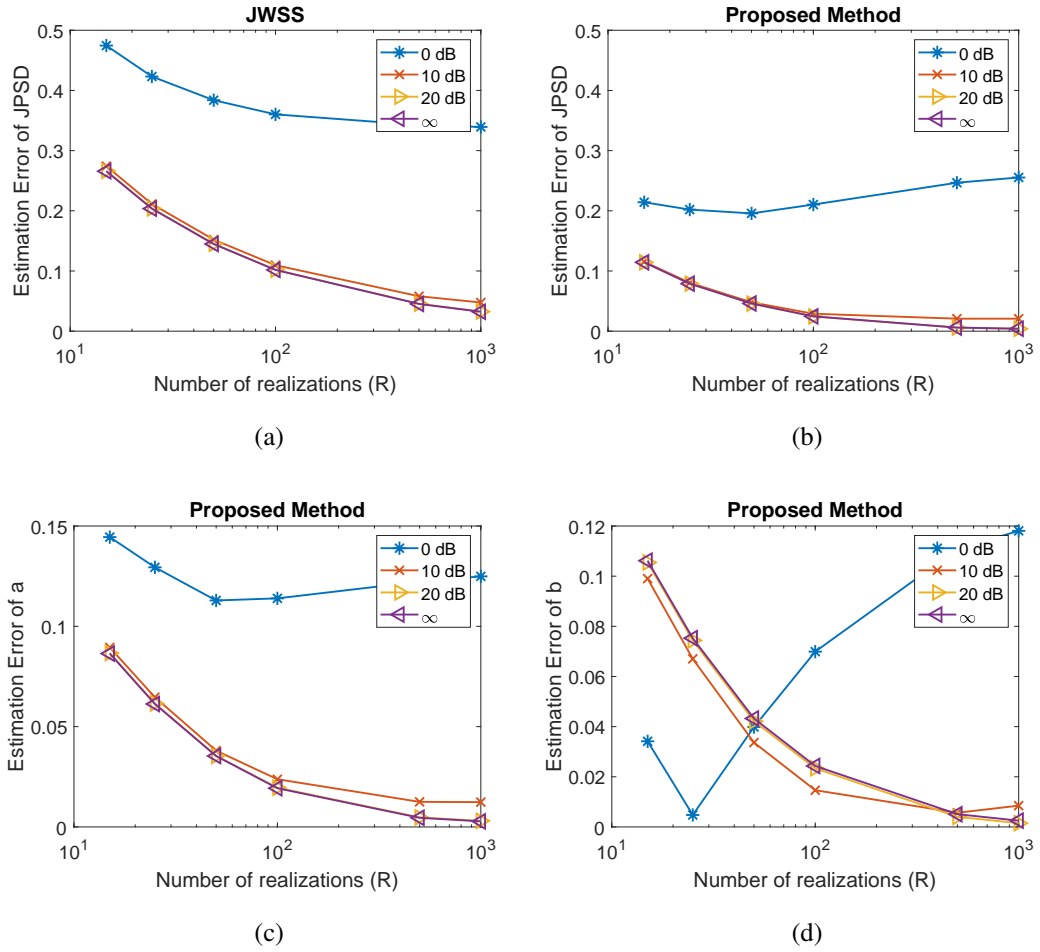 JWSS
Estimation Error of JPSD
0.5
0.4
0.3
0.2
0.1
0
10^1
10^2
10^3
Number of realizations (R)
0 dB
10 dB
20 dB
∞
(a)
Proposed Method
Estimation Error of JPSD
0.5
0.4
0.3
0.2
0.1
0
10^1
10^2
10^3
Number of realizations (R)
0 dB
10 dB
20 dB
∞
(b)
Proposed Method
Estimation Error of a
0.15
0.1
0.05
0
10^1
10^2
10^3
Number of realizations (R)
0 dB
10 dB
20 dB
∞
(c)
Proposed Method
Estimation Error of b
0.12
0.1
0.08
0.06
0.04
0.02
0
10^1
10^2
10^3
Number of realizations (R)
0 dB
10 dB
20 dB
∞
(d)